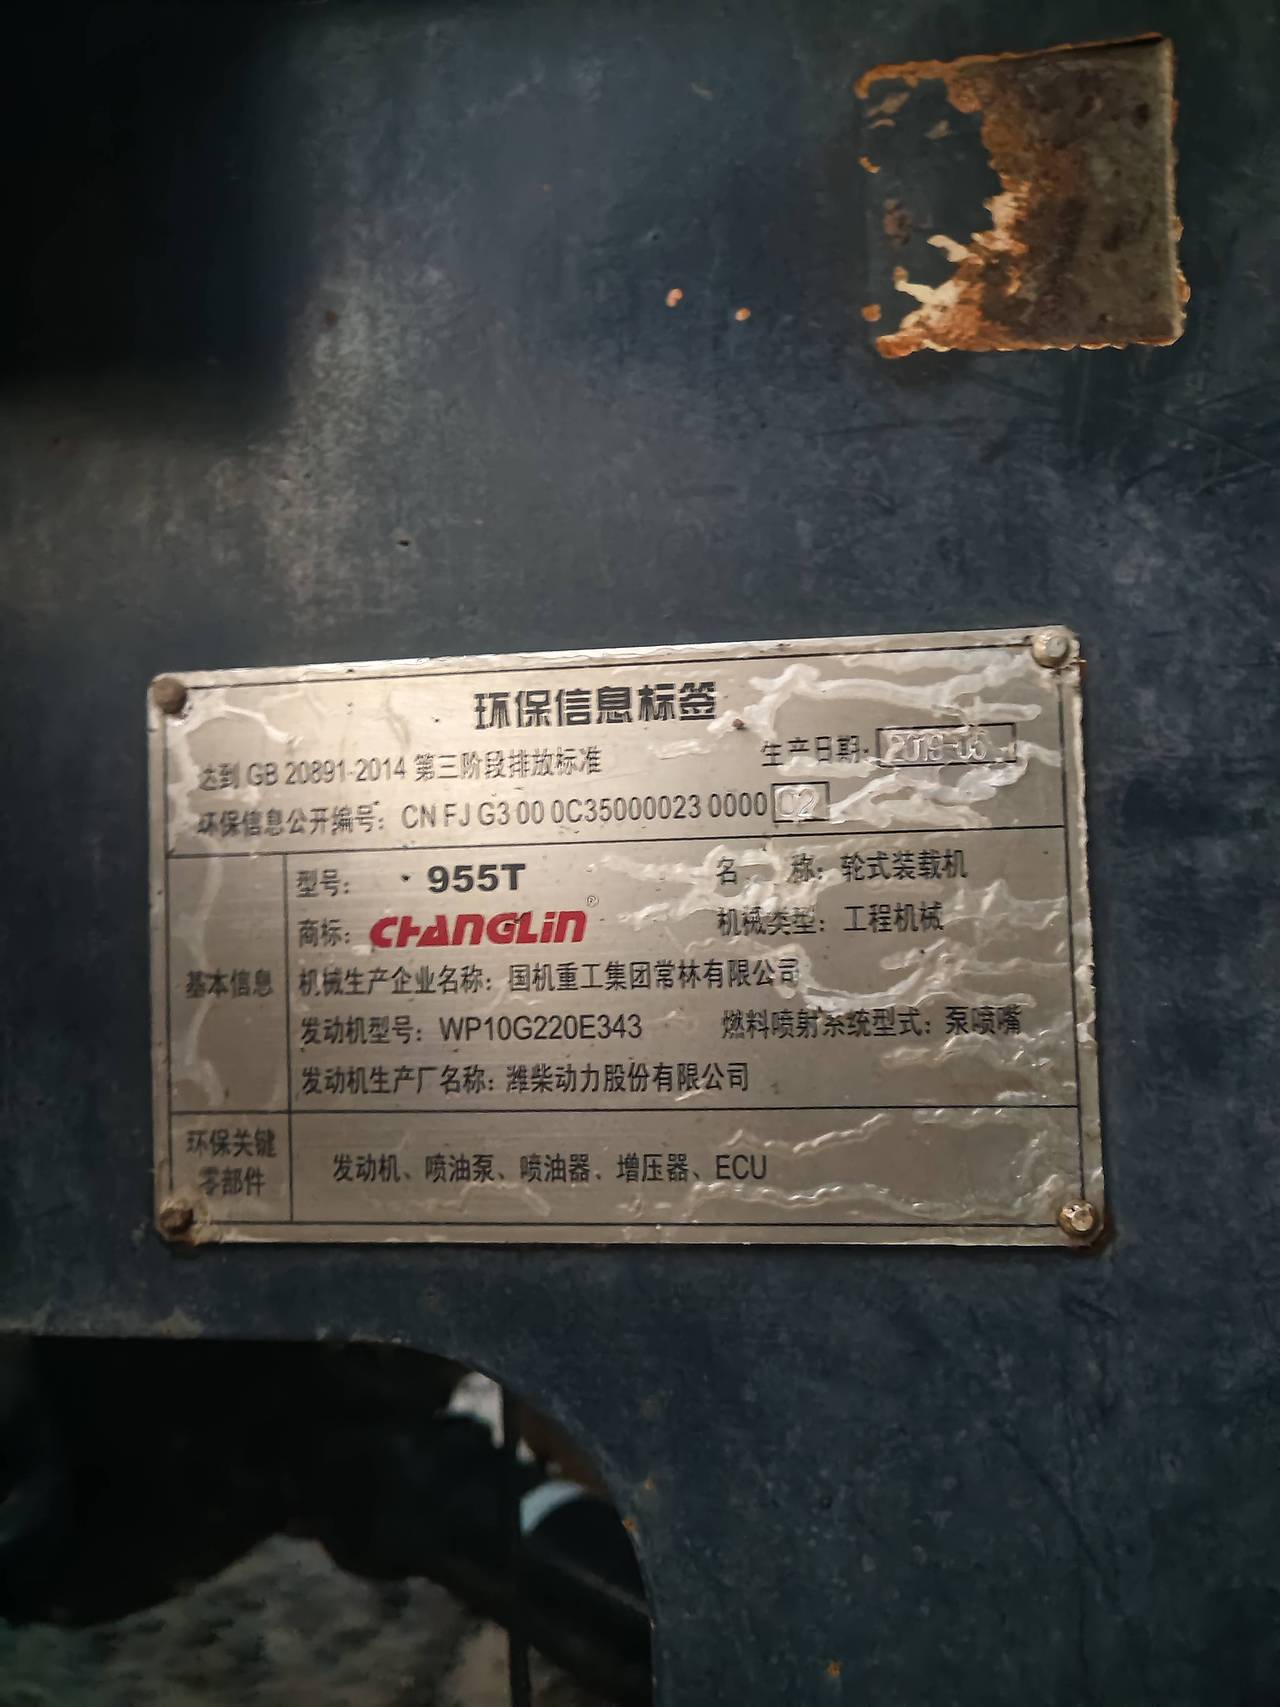 环保信息标签
达到 GB 20891-2014 第三阶段排放标准 生产日期:
环保信息公开编号: CN FJ G3 00 0C35000023 0000 02
型号: 955T 名 称: 轮式装载机
商标: CHANGLIN ® 机械类型: 工程机械
基本信息 机械生产企业名称: 国机重工集团常林有限公司
发动机型号: WP10G220E343 燃料喷射系统型式: 泵喷嘴
发动机生产厂名称: 潍柴动力股份有限公司
环保关键
零部件
发动机、喷油泵、喷油器、增压器、ECU